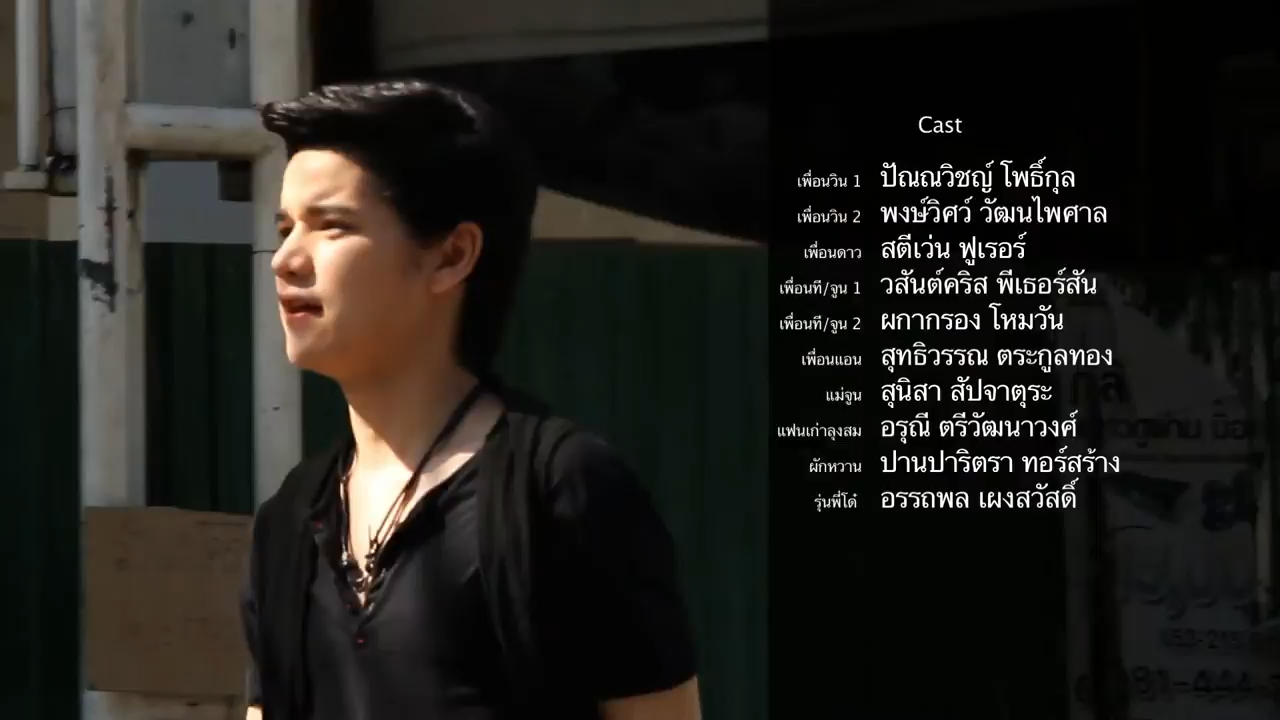 Cast
เพื่อนวิน 1 ปัณณวิชญ์ โพธิ์กุล
เพื่อนวิน 2 พงษ์วิศว์ วัฒนไพศาล
เพื่อนดาว สตีเว่น ฟูเรอร์
เพื่อนที/จูน 1 วสันต์คริส พีเธอร์สัน
เพื่อนที/จูน 2 ผกากรอง โหมวัน
เพื่อนแอน สุทธิวรรณ ตระกูลทอง
แม่จูน สุนิสา สัปจาตุระ
แฟนเก่าลุงสม อรุณี ตรีวัฒนาวงศ์
ผักหวาน ปานปาริตรา ทอร์สร้าง
รุ่นพี่โด๋ อรรถพล เผงสวัสดิ์